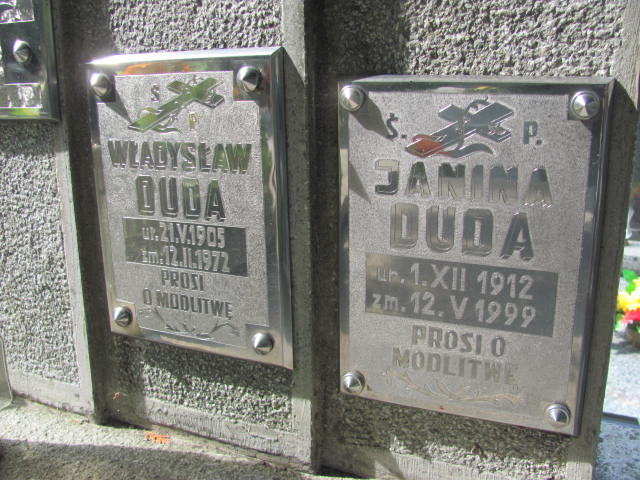 Ś
P
WŁADYSŁAW
DUDA
ur. 21.V.1905
zm. 12.II.1972
PROSI
O MODLITWĘ
Ś. P.
JANINA
DUDA
ur. 1. XII 1912
zm. 12. V 1999
PROSI O
MODLITWĘ